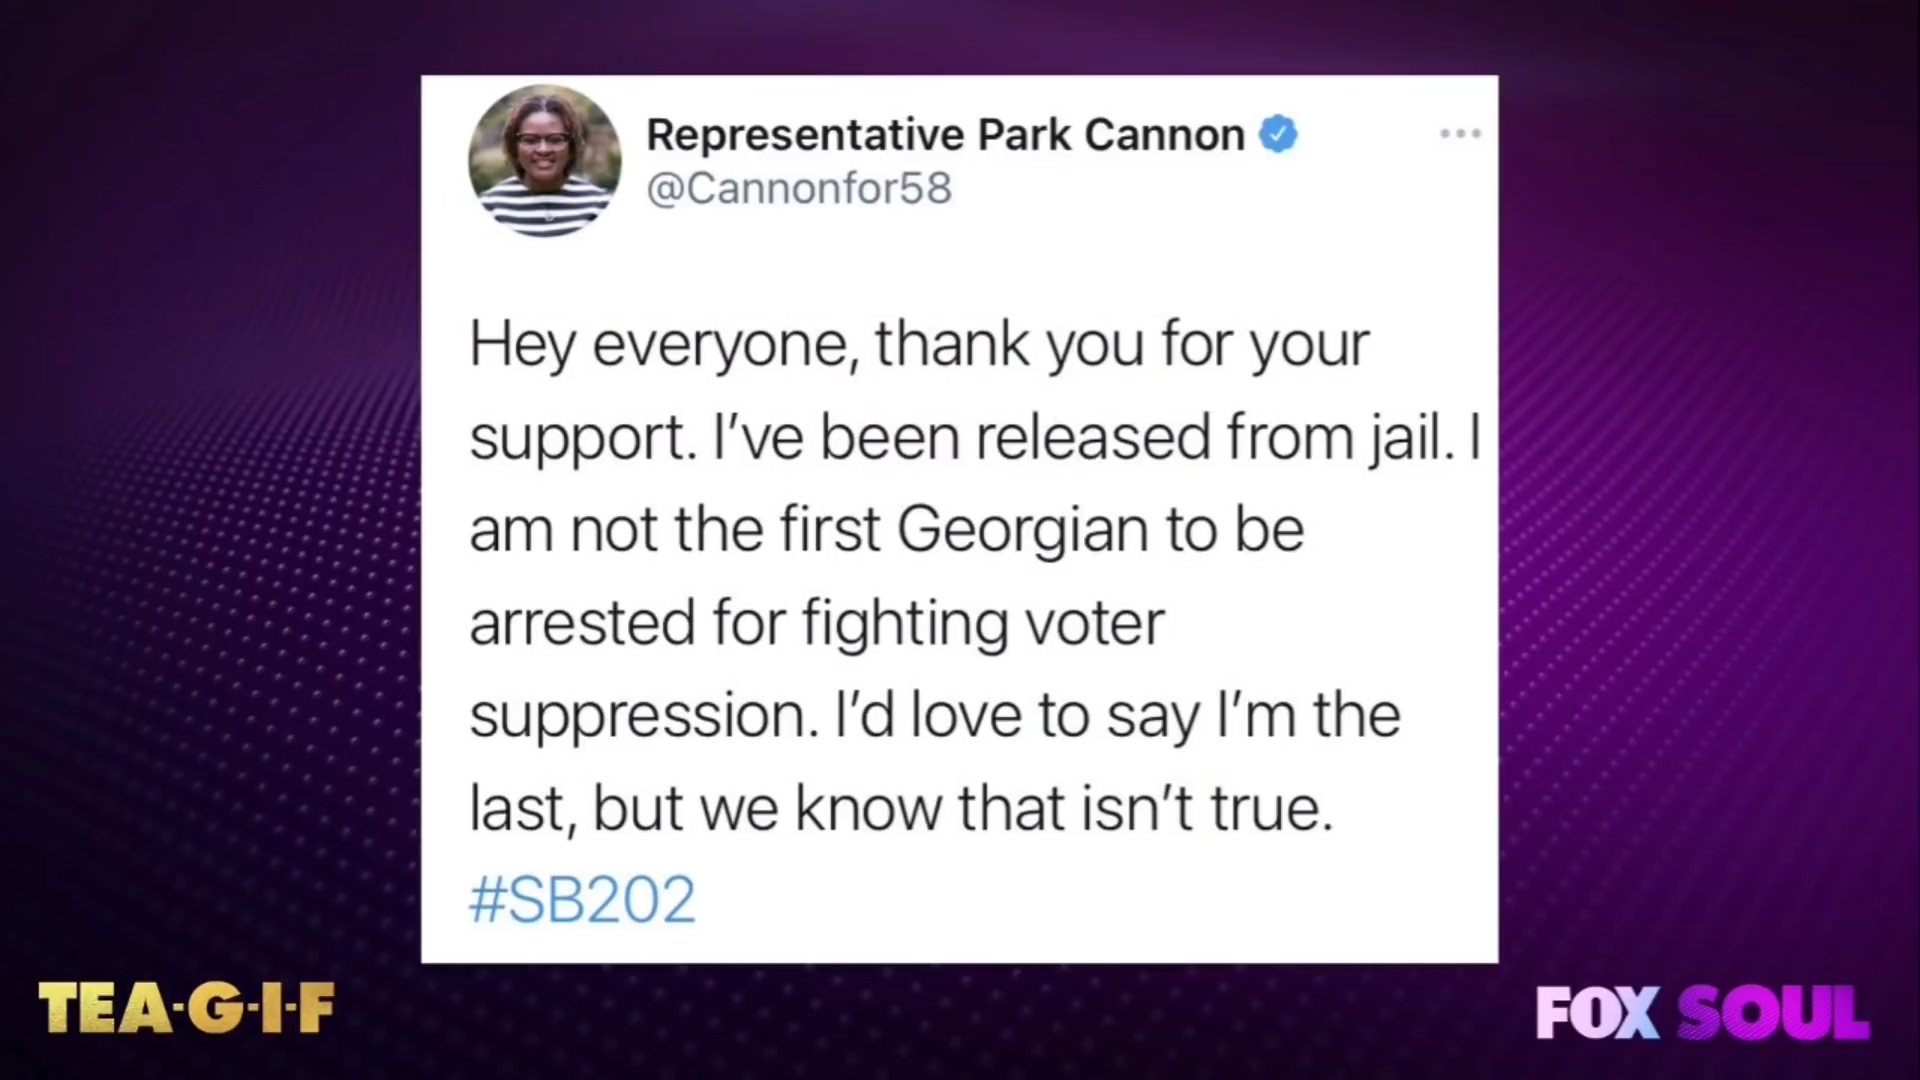 Representative Park Cannon
@Cannonfor58
Hey everyone, thank you for your
support. I’ve been released from jail. I
am not the first Georgian to be
arrested for fighting voter
suppression. I’d love to say I’m the
last, but we know that isn’t true.
#SB202
TEA·G·I·F
FOX SOUL